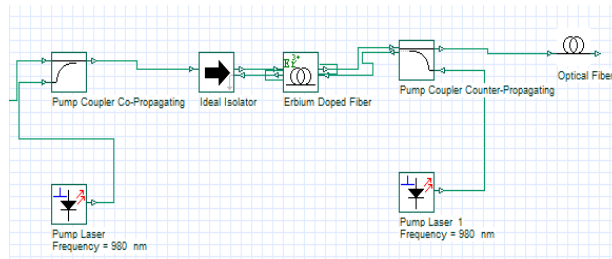 Er³⁺
Optical Fiber
Pump Coupler Co-Propagating
Ideal Isolator
Erbium Doped Fiber
Pump Coupler Counter-Propagating
Pump Laser
Frequency = 980 nm
Pump Laser 1
Frequency = 980 nm